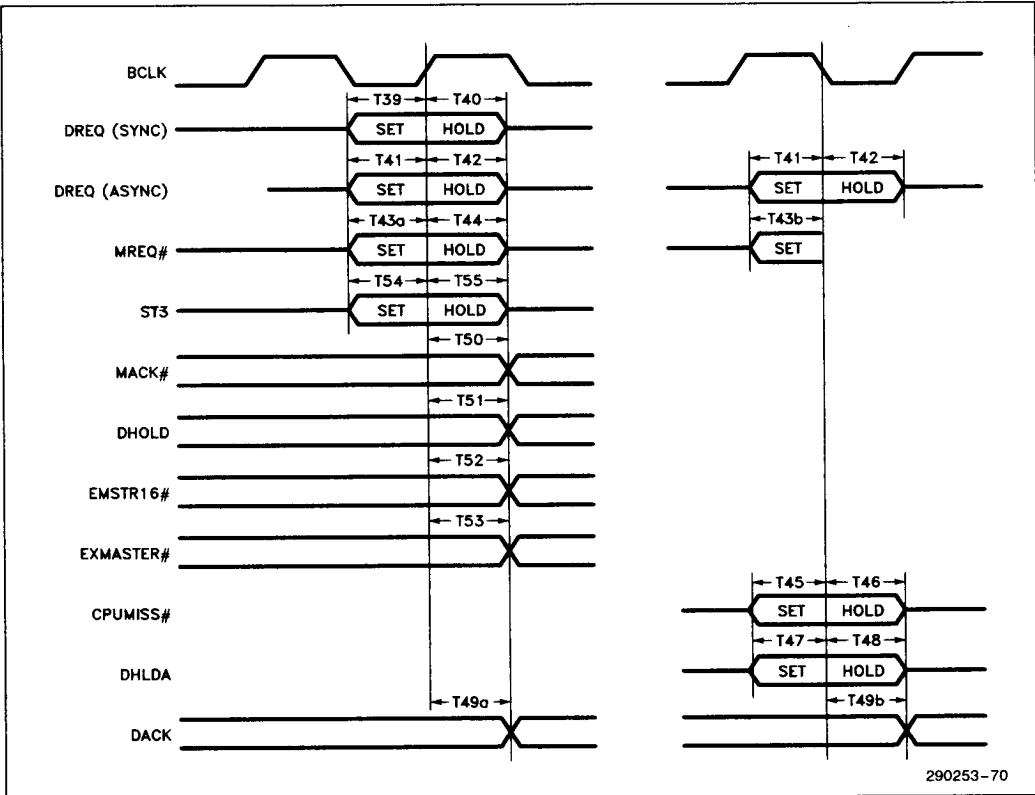 BCLK
T39 T40
DREQ (SYNC) SET HOLD
T41 T42 T41 T42
DREQ (ASYNC) SET HOLD SET HOLD
T43a T44 T43b
MREQ# SET HOLD SET
T54 T55
ST3 SET HOLD
T50
MACK#
T51
DHOLD
T52
EMSTR16#
T53
EXMASTER#
T45 T46
CPUMISS# SET HOLD
T47 T48
DHLDA SET HOLD
T49a T49b
DACK
290253-70